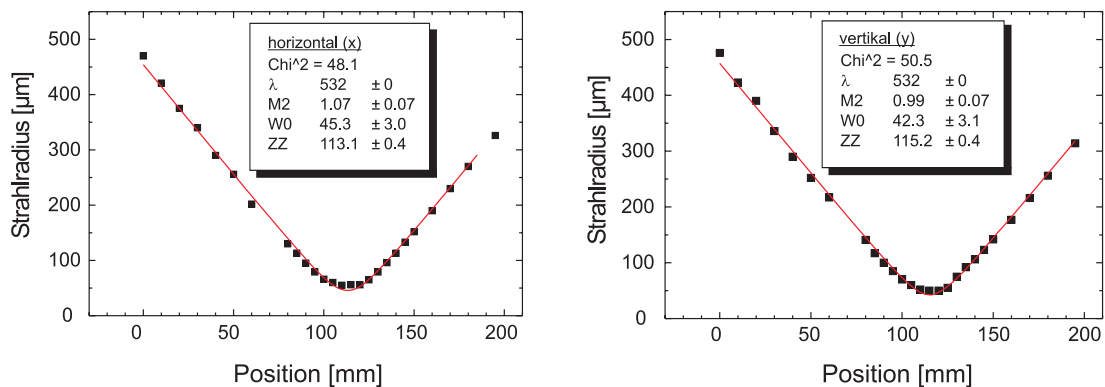 horizontal (x)
Chi^2 = 48.1
λ 532 ± 0
M2 1.07 ± 0.07
W0 45.3 ± 3.0
ZZ 113.1 ± 0.4
500
400
300
200
100
0
Strahlradius [µm]
0 50 100 150 200
Position [mm]
vertikal (y)
Chi^2 = 50.5
λ 532 ± 0
M2 0.99 ± 0.07
W0 42.3 ± 3.1
ZZ 115.2 ± 0.4
500
400
300
200
100
0
Strahlradius [µm]
0 50 100 150 200
Position [mm]